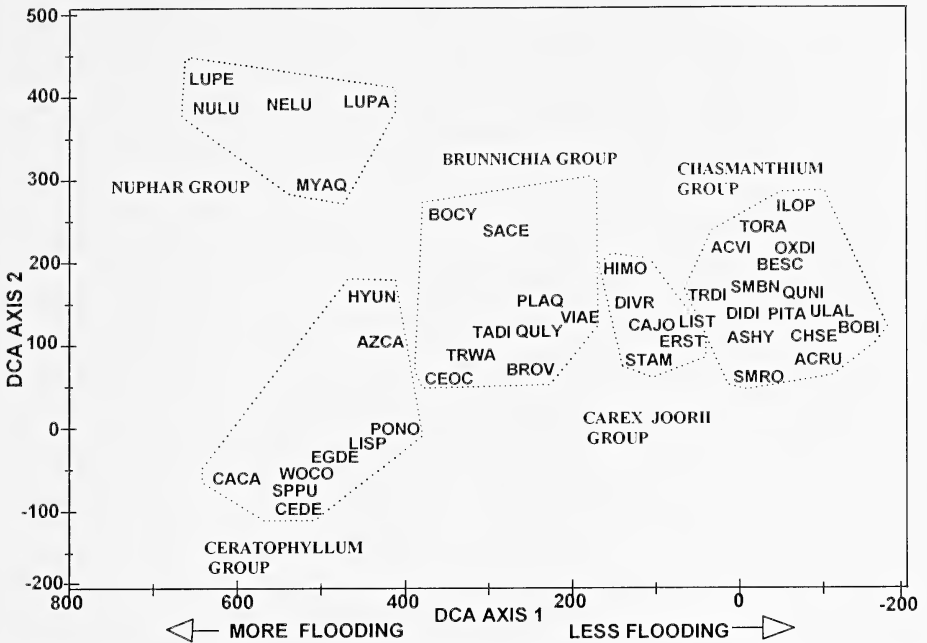 500
400
300
200
100
0
-100
-200
DCA AXIS 2
LUPE
NULU NELU LUPA
MYAQ
NUPHAR GROUP
BRUNNICHIA GROUP
BOCY
SACE
PLAQ
VIAE
TADI QULY
TRWA
BROV
CEOC
CHASMANTHIUM
GROUP
ILOP
TORA
ACVI OXDI
BESC
SMBN QUNI
TRDI
DIDI PITA ULAL
BOBI
ASHY CHSE
ACRU
SMRO
HIMO
DIVR
CAJO LIST
ERST
STAM
CAREX JOORII
GROUP
HYUN
AZCA
PONO
LISP
EGDE
CACA WOCO
SPPU
CEDE
CERATOPHYLLUM
GROUP
800 600 400 200 0 -200
DCA AXIS 1
MORE FLOODING LESS FLOODING